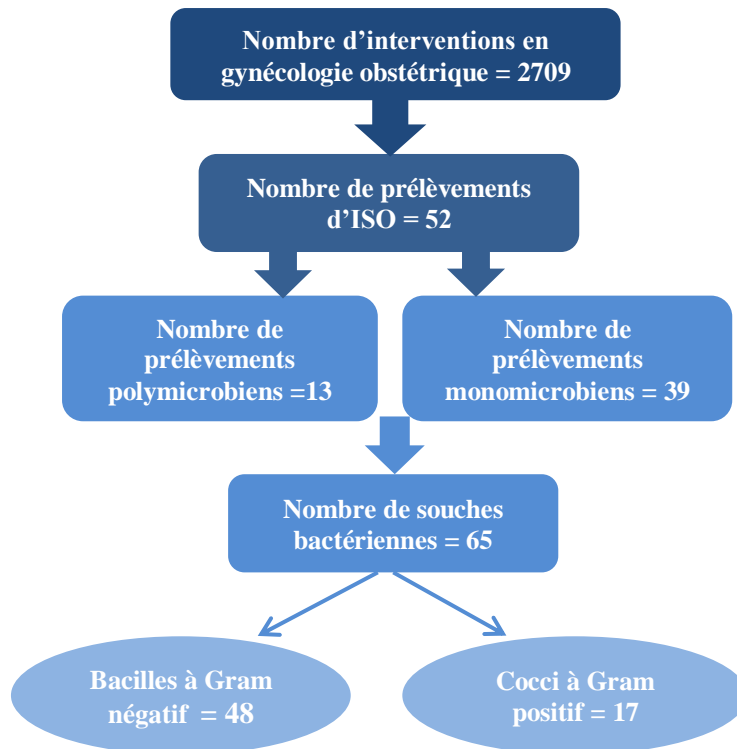 Nombre d’interventions en
gynécologie obstétrique = 2709
Nombre de prélèvements
d’ISO = 52
Nombre de
prélèvements
polymicrobiens =13
Nombre de
prélèvements
monomicrobiens = 39
Nombre de souches
bactériennes = 65
Bacilles à Gram
négatif = 48
Cocci à Gram
positif = 17